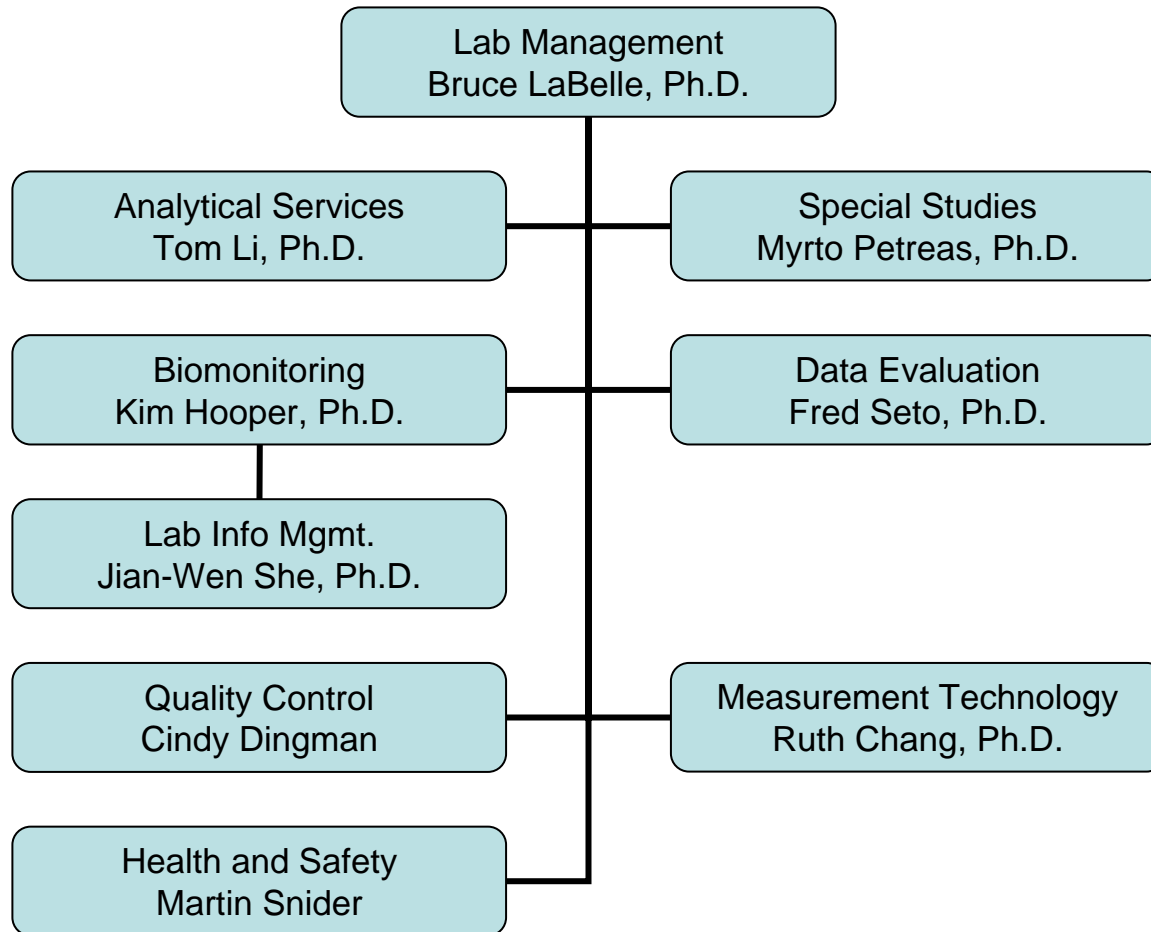 Lab Management
Bruce LaBelle, Ph.D.
Analytical Services
Tom Li, Ph.D.
Special Studies
Myrto Petreas, Ph.D.
Biomonitoring
Kim Hooper, Ph.D.
Data Evaluation
Fred Seto, Ph.D.
Lab Info Mgmt.
Jian-Wen She, Ph.D.
Quality Control
Cindy Dingman
Measurement Technology
Ruth Chang, Ph.D.
Health and Safety
Martin Snider